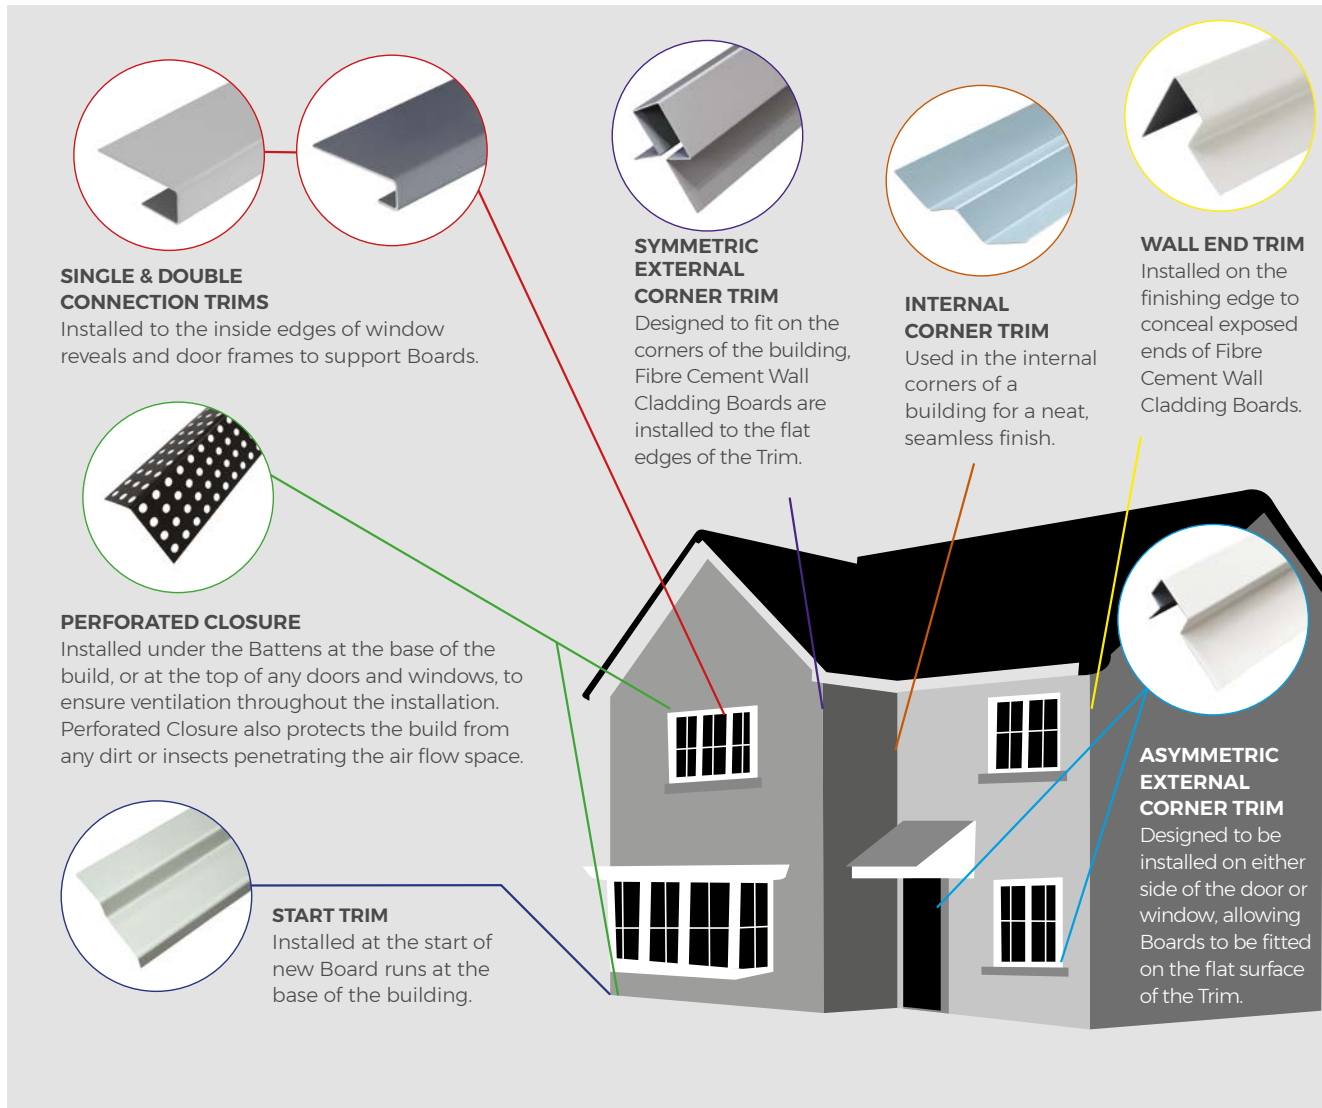 SINGLE & DOUBLE
CONNECTION TRIMS
Installed to the inside edges of window
reveals and door frames to support Boards.
SYMMETRIC
EXTERNAL
CORNER TRIM
Designed to fit on the
corners of the building,
Fibre Cement Wall
Cladding Boards are
installed to the flat
edges of the Trim.
INTERNAL
CORNER TRIM
Used in the internal
corners of a
building for a neat,
seamless finish.
WALL END TRIM
Installed on the
finishing edge to
conceal exposed
ends of Fibre
Cement Wall
Cladding Boards.
PERFORATED CLOSURE
Installed under the Battens at the base of the
build, or at the top of any doors and windows, to
ensure ventilation throughout the installation.
Perforated Closure also protects the build from
any dirt or insects penetrating the air flow space.
START TRIM
Installed at the start of
new Board runs at the
base of the building.
ASYMMETRIC
EXTERNAL
CORNER TRIM
Designed to be
installed on either
side of the door or
window, allowing
Boards to be fitted
on the flat surface
of the Trim.